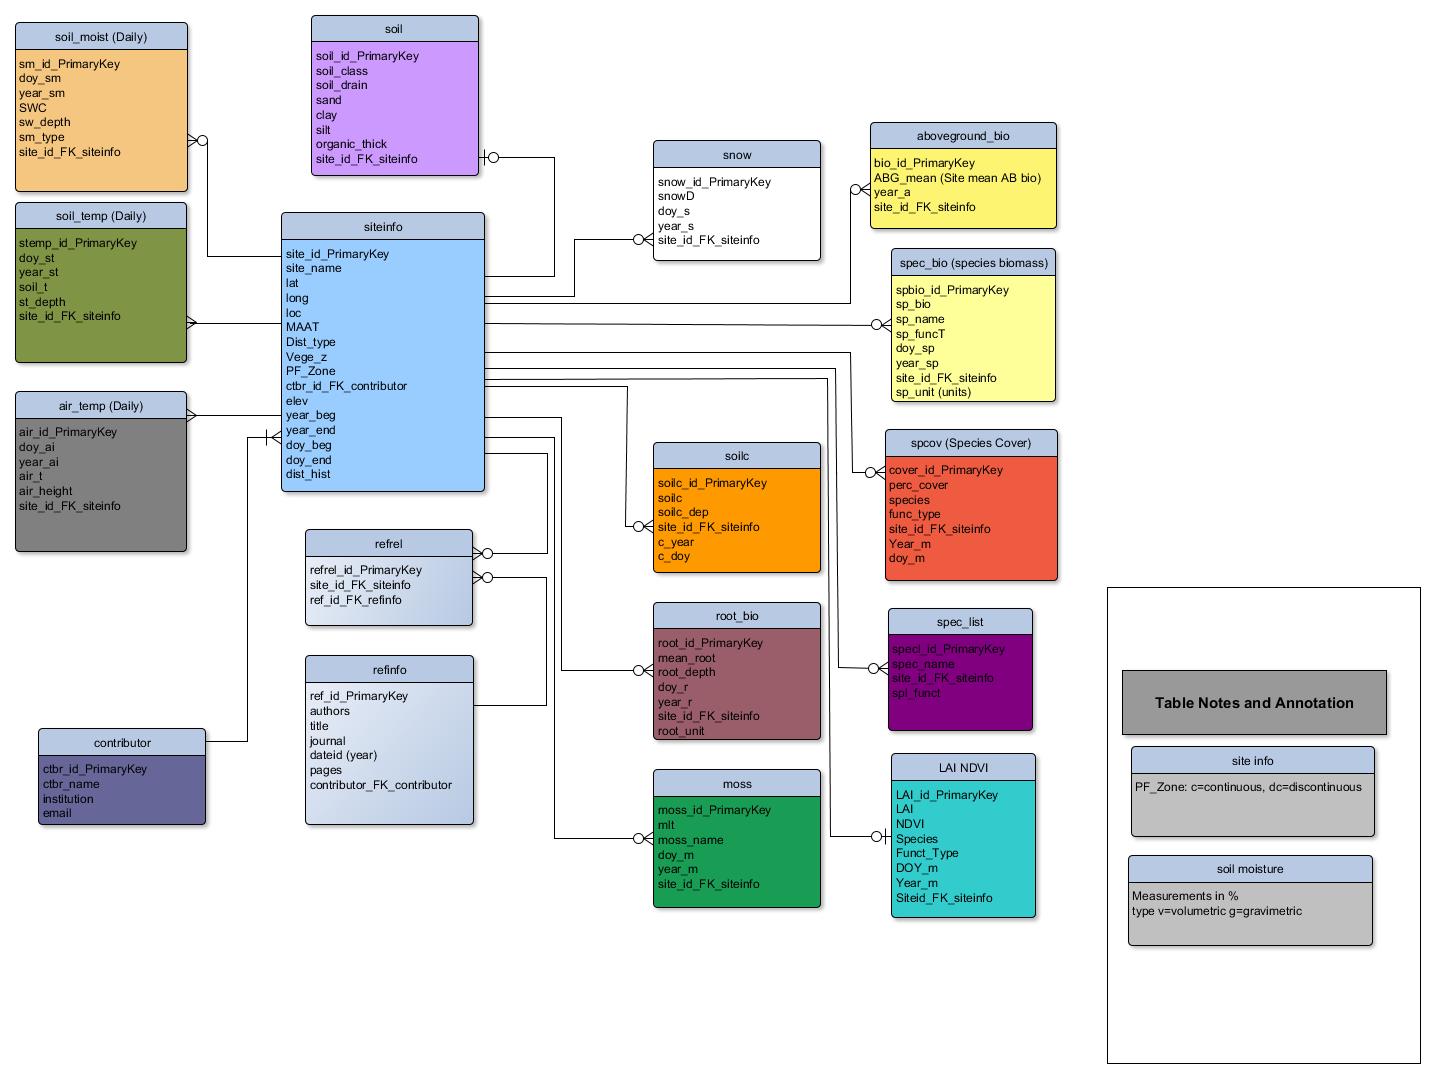 soil_moist (Daily)
sm_id_PrimaryKey
doy_sm
year_sm
SWC
sw_depth
sm_type
site_id_FK_siteinfo
soil_temp (Daily)
stemp_id_PrimaryKey
doy_st
year_st
soil_t
st_depth
site_id_FK_siteinfo
air_temp (Daily)
air_id_PrimaryKey
doy_ai
year_ai
air_t
air_height
site_id_FK_siteinfo
contributor
ctbr_id_PrimaryKey
ctbr_name
institution
email
soil
soil_id_PrimaryKey
soil_class
soil_drain
sand
clay
silt
organic_thick
site_id_FK_siteinfo
siteinfo
site_id_PrimaryKey
site_name
lat
long
loc
MAAT
Dist_type
Vege_z
PF_Zone
ctbr_id_FK_contributor
elev
year_beg
year_end
doy_beg
doy_end
dist_hist
refrel
refrel_id_PrimaryKey
site_id_FK_siteinfo
ref_id_FK_refinfo
refinfo
ref_id_PrimaryKey
authors
title
journal
dateid (year)
pages
contributor_FK_contributor
snow
snow_id_PrimaryKey
snowD
doy_s
year_s
site_id_FK_siteinfo
soilc
soilc_id_PrimaryKey
soilc
soilc_dep
site_id_FK_siteinfo
c_year
c_doy
root_bio
root_id_PrimaryKey
mean_root
root_depth
doy_r
year_r
site_id_FK_siteinfo
root_unit
moss
moss_id_PrimaryKey
mlt
moss_name
doy_m
year_m
site_id_FK_siteinfo
aboveground_bio
bio_id_PrimaryKey
ABG_mean (Site mean AB bio)
year_a
site_id_FK_siteinfo
spec_bio (species biomass)
spbio_id_PrimaryKey
sp_bio
sp_name
sp_funcT
doy_sp
year_sp
site_id_FK_siteinfo
sp_unit (units)
spcov (Species Cover)
cover_id_PrimaryKey
perc_cover
species
func_type
site_id_FK_siteinfo
Year_m
doy_m
spec_list
specl_id_PrimaryKey
spec_name
site_id_FK_siteinfo
spl_funct
LAI NDVI
LAI_id_PrimaryKey
LAI
NDVI
Species
Funct_Type
DOY_m
Year_m
SiteId_FK_siteinfo
Table Notes and Annotation
site info
PF_Zone: c=continuous, dc=discontinuous
soil moisture
Measurements in %
type v=volumetric g=gravimetric